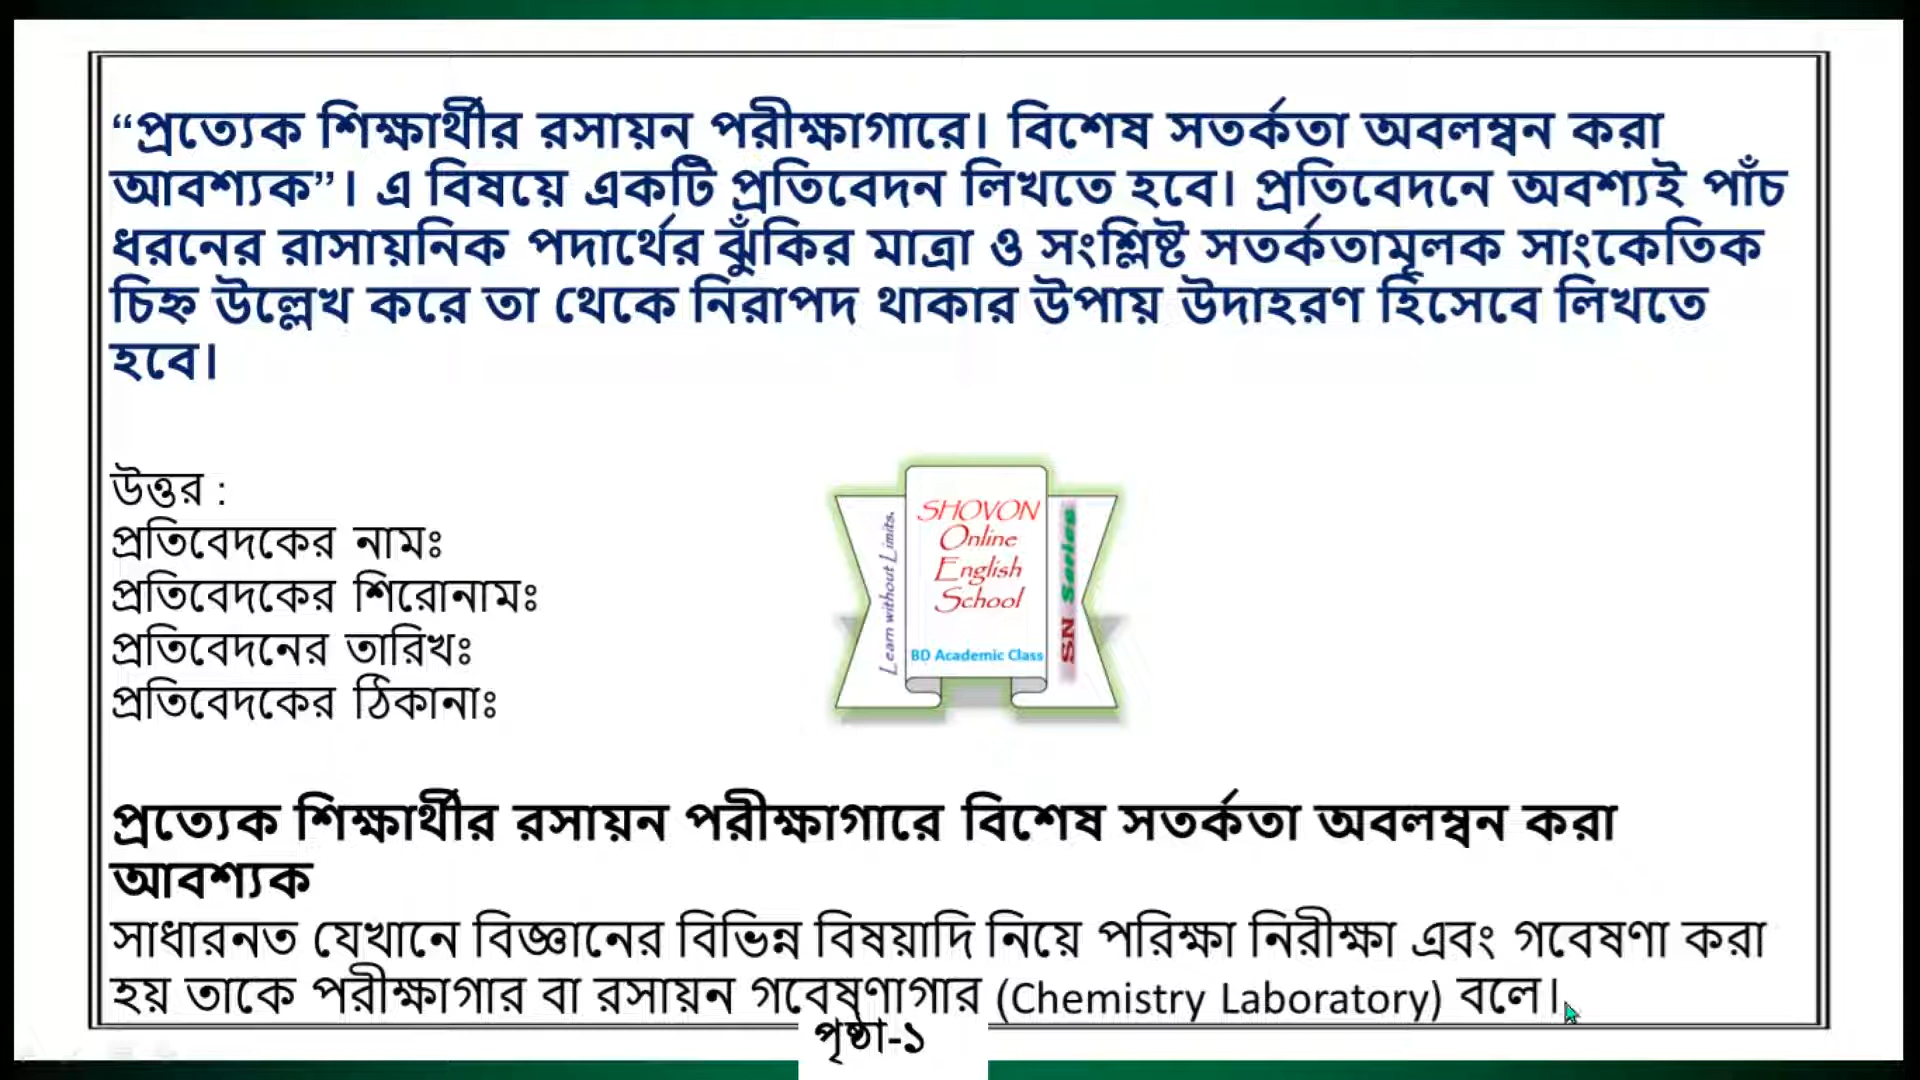 “প্রত্যেক শিক্ষার্থীর রসায়ন পরীক্ষাগারে। বিশেষ সতর্কতা অবলম্বন করা
আবশ্যক”। এ বিষয়ে একটি প্রতিবেদন লিখতে হবে। প্রতিবেদনে অবশ্যই পাঁচ
ধরনের রাসায়নিক পদার্থের ঝুঁকির মাত্রা ও সংশ্লিষ্ট সতর্কতামূলক সাংকেতিক
চিহ্ন উল্লেখ করে তা থেকে নিরাপদ থাকার উপায় উদাহরণ হিসেবে লিখতে
হবে।
উত্তর :
প্রতিবেদকের নামঃ
প্রতিবেদকের শিরোনামঃ
প্রতিবেদনের তারিখঃ
প্রতিবেদকের ঠিকানাঃ
Learn without Limits.
SHOVON
Online
English
School
BD Academic Class
SN Series
প্রত্যেক শিক্ষার্থীর রসায়ন পরীক্ষাগারে বিশেষ সতর্কতা অবলম্বন করা
আবশ্যক
সাধারনত যেখানে বিজ্ঞানের বিভিন্ন বিষয়াদি নিয়ে পরিক্ষা নিরীক্ষা এবং গবেষণা করা
হয় তাকে পরীক্ষাগার বা রসায়ন গবেষণাগার (Chemistry Laboratory) বলে।
পৃষ্ঠা-১